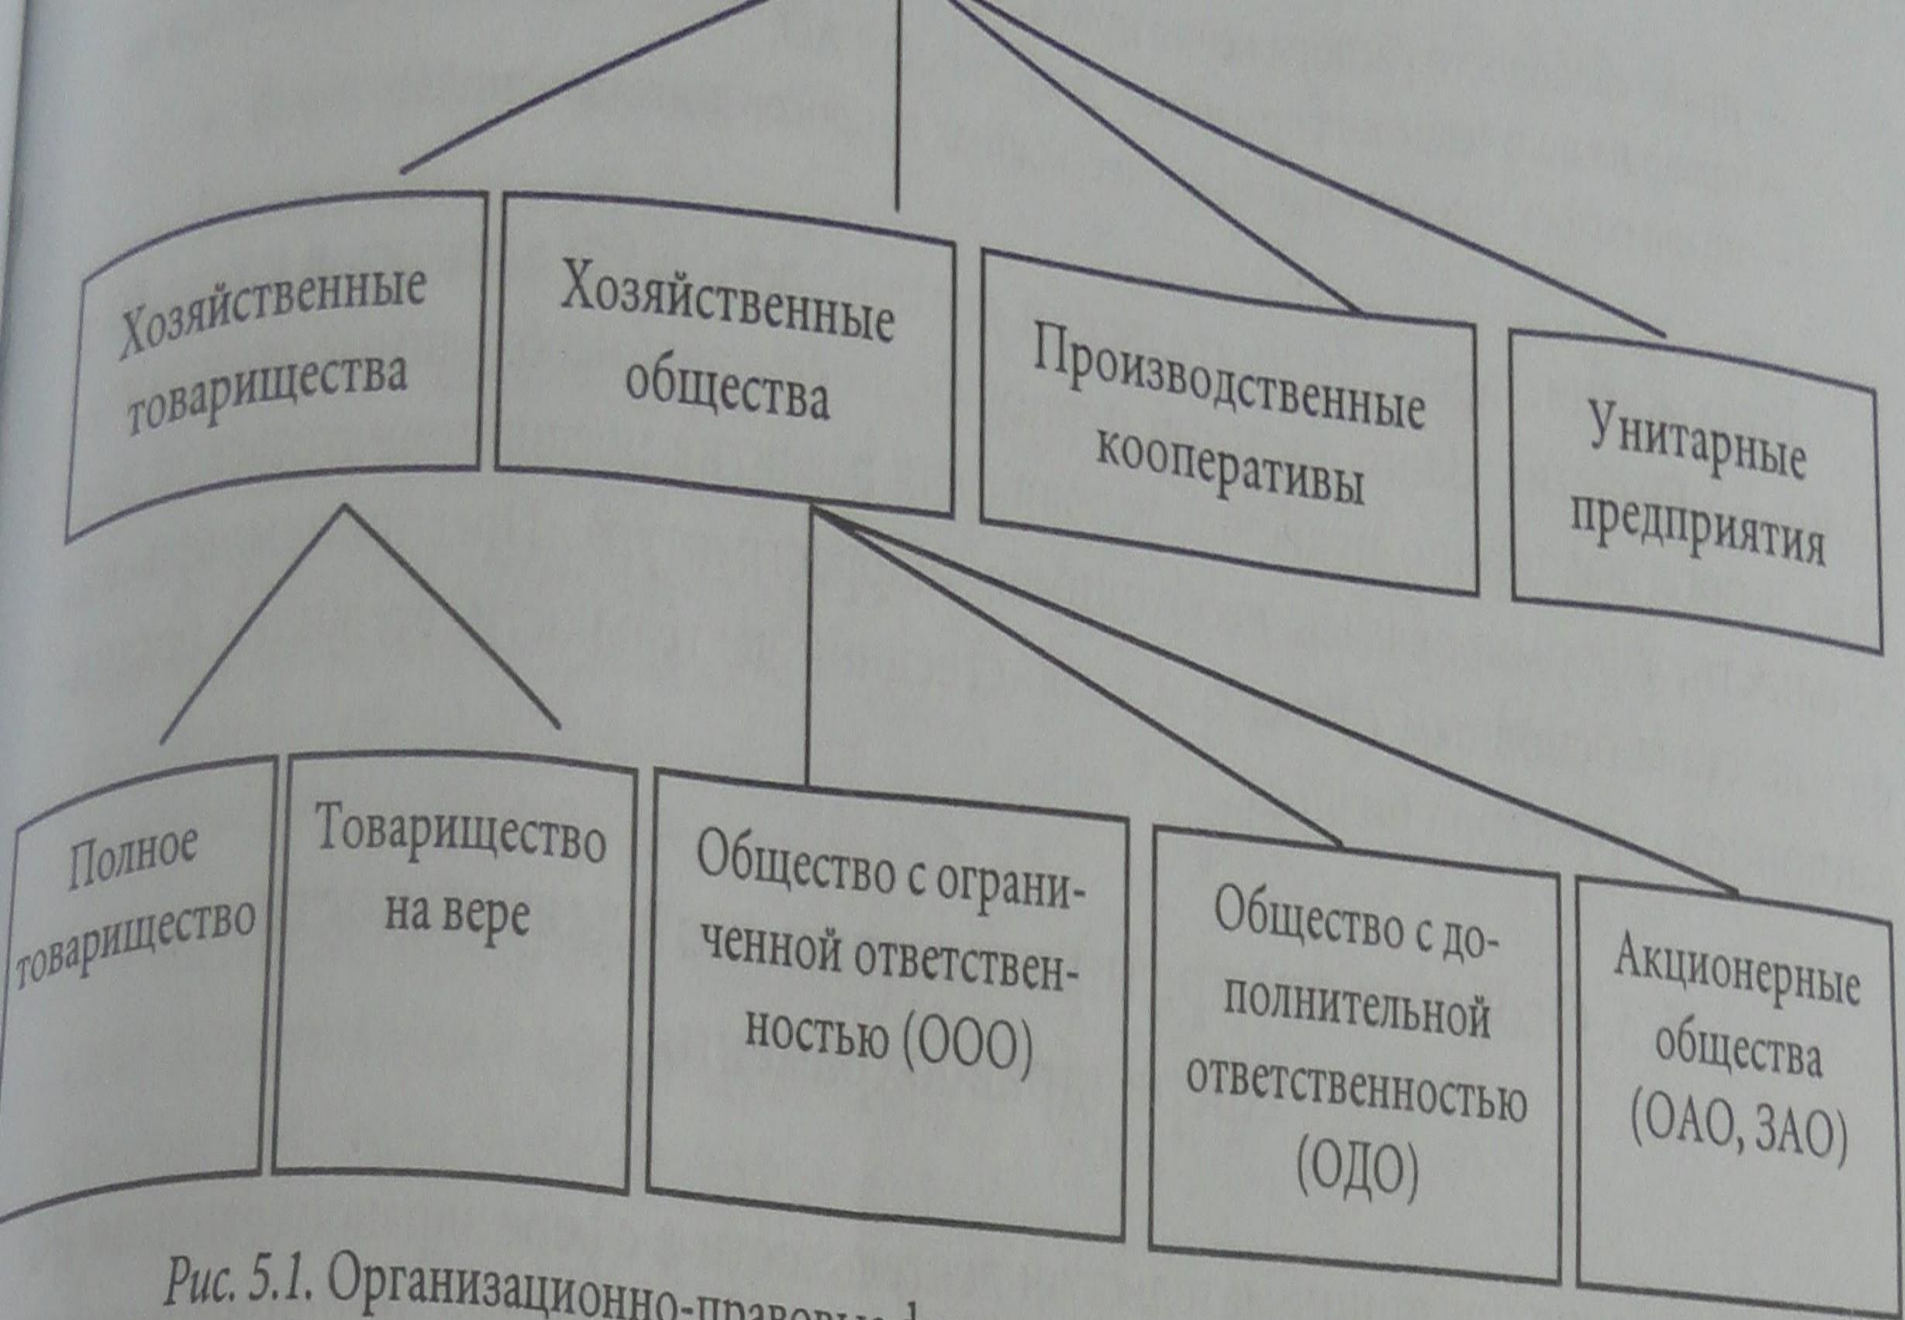 Хозяйственные
товарищества
Хозяйственные
общества
Производственные
кооперативы
Унитарные
предприятия
Полное
товарищество
Товарищество
на вере
Общество с ограни-
ченной ответствен-
ностью (ООО)
Общество с до-
полнительной
ответственностью
(ОДО)
Акционерные
общества
(ОАО, ЗАО)
Рис. 5.1. Организационно-правовые